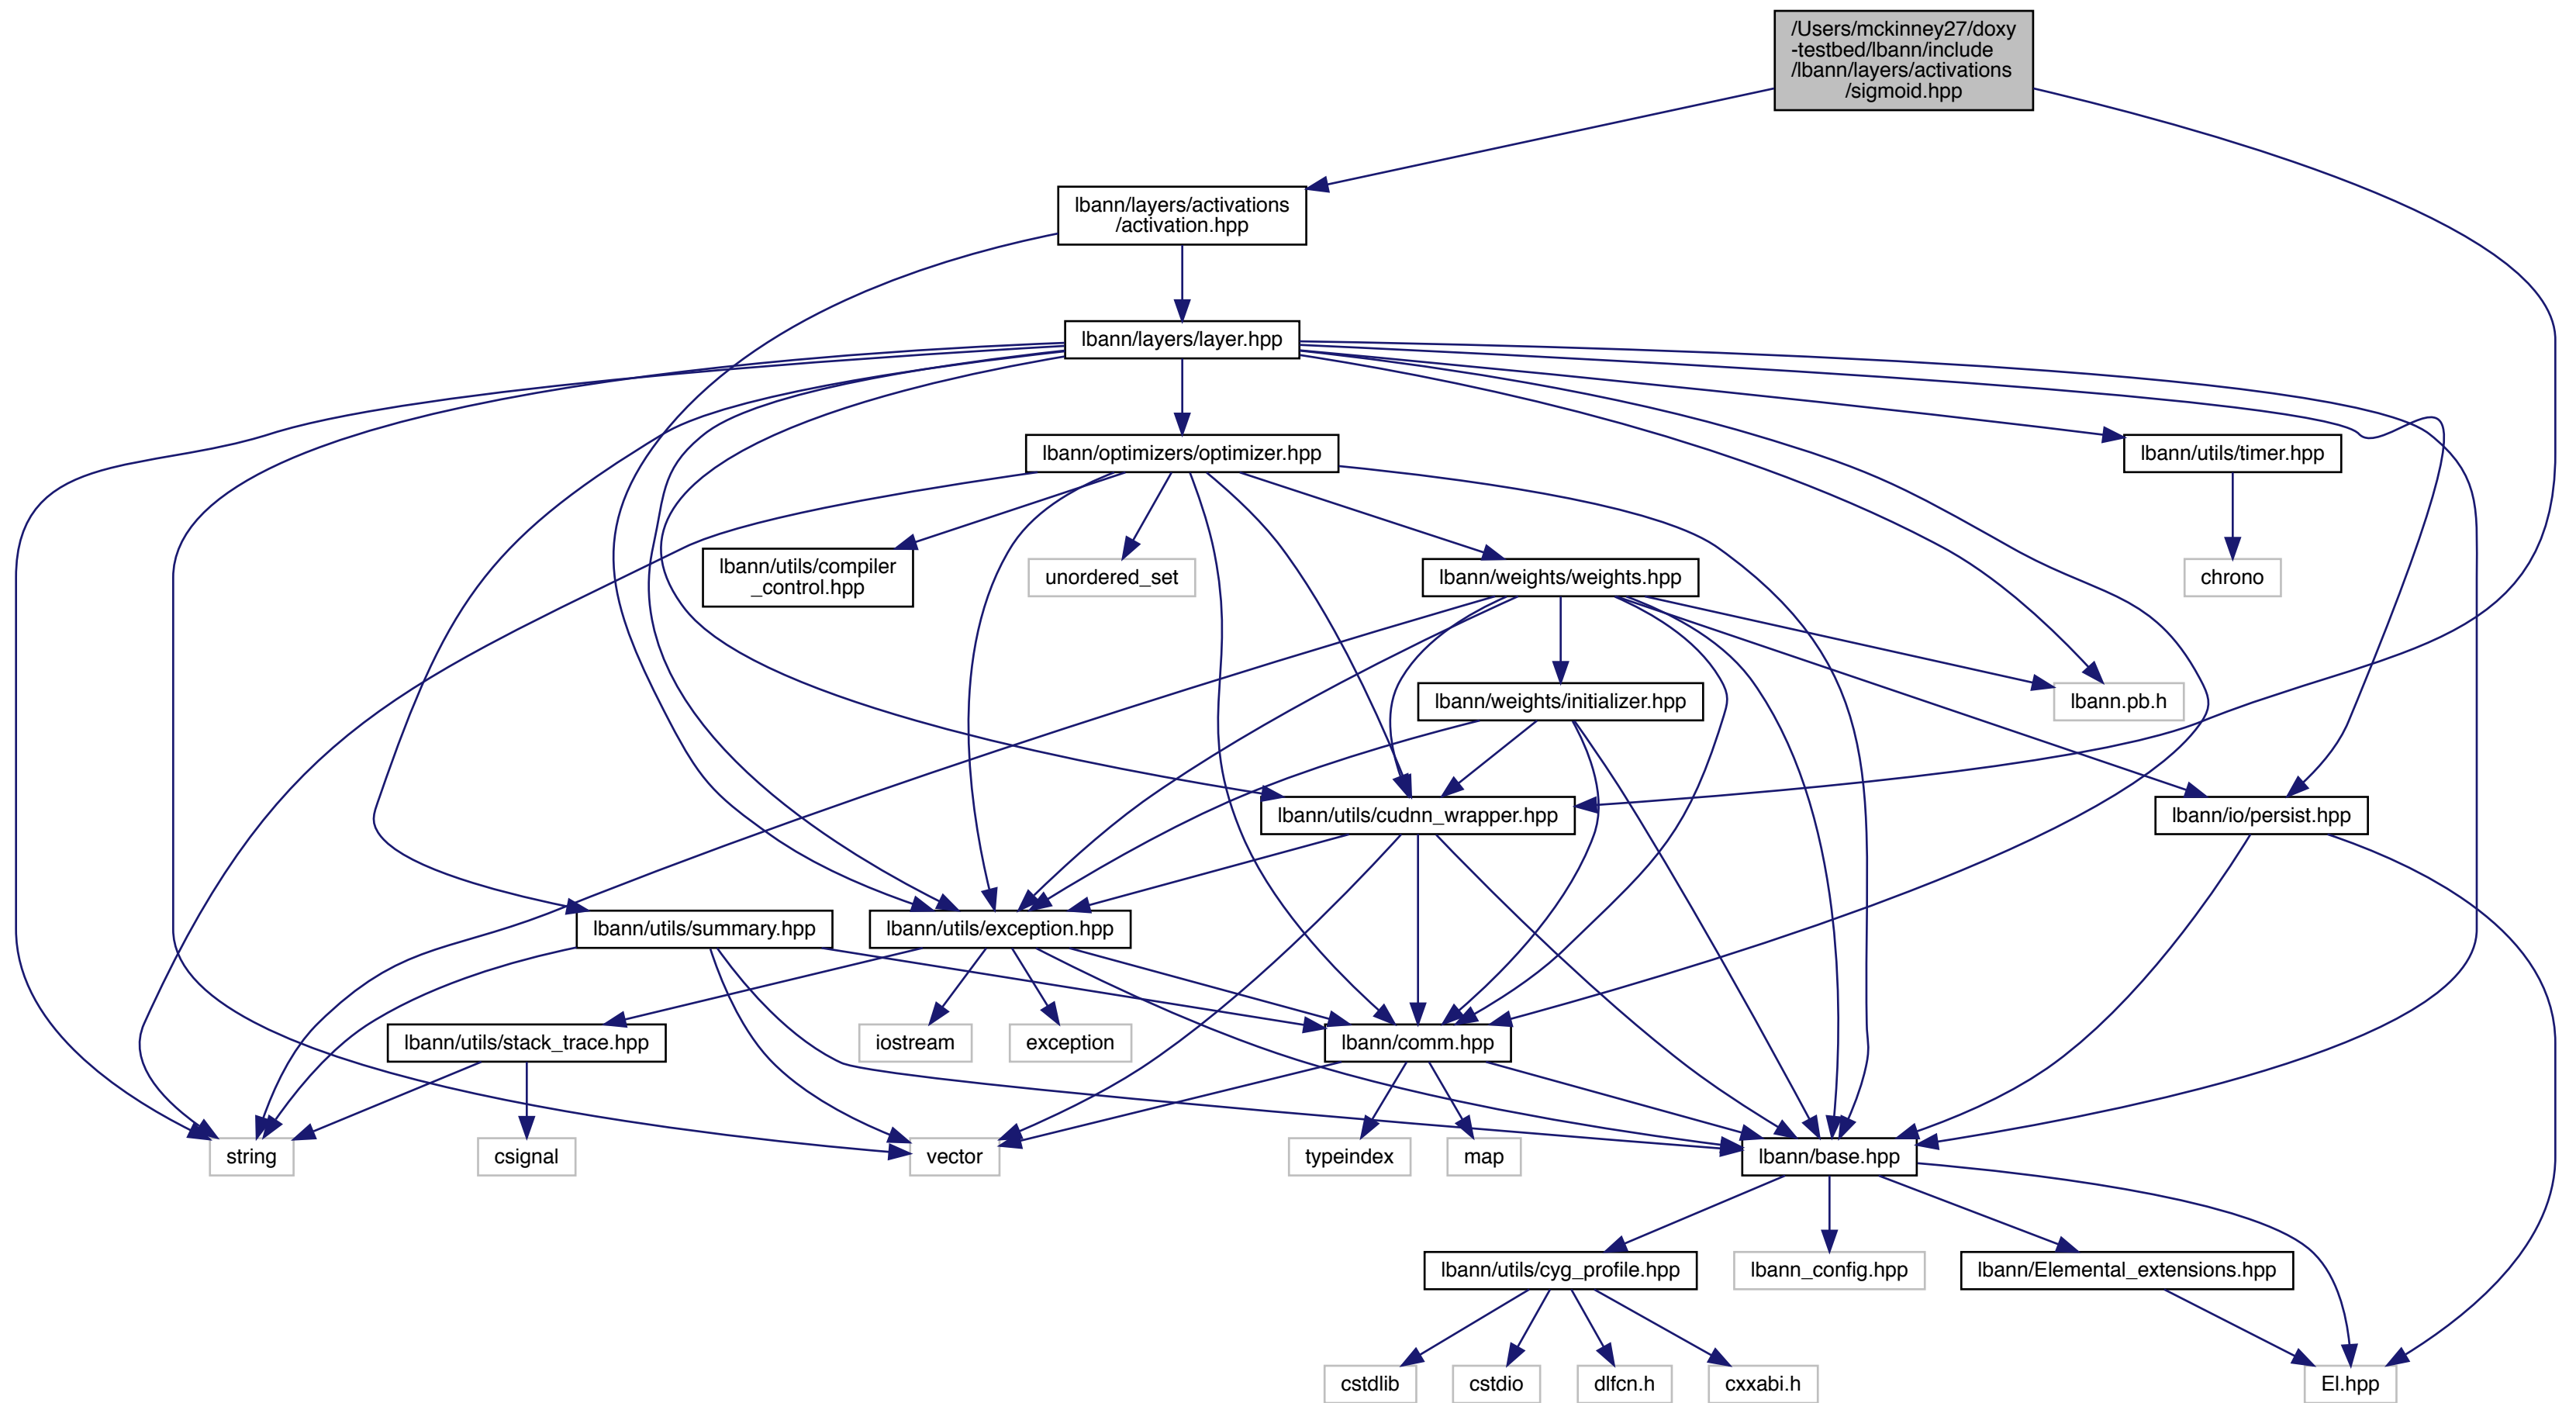 /Users/mckinney27/doxy
-testbed/lbann/include
/lbann/layers/activations
/sigmoid.hpp
lbann/layers/activations
/activation.hpp
lbann/layers/layer.hpp
lbann/optimizers/optimizer.hpp
lbann/utils/timer.hpp
lbann/utils/compiler
_control.hpp
unordered_set
lbann/weights/weights.hpp
chrono
lbann/weights/initializer.hpp
lbann.pb.h
lbann/utils/cudnn_wrapper.hpp
lbann/io/persist.hpp
lbann/utils/summary.hpp
lbann/utils/exception.hpp
lbann/utils/stack_trace.hpp
iostream
exception
lbann/comm.hpp
string
csignal
vector
typeindex
map
lbann/base.hpp
lbann/utils/cyg_profile.hpp
lbann_config.hpp
lbann/Elemental_extensions.hpp
cstdlib
cstdio
dlfcn.h
cxxabi.h
El.hpp